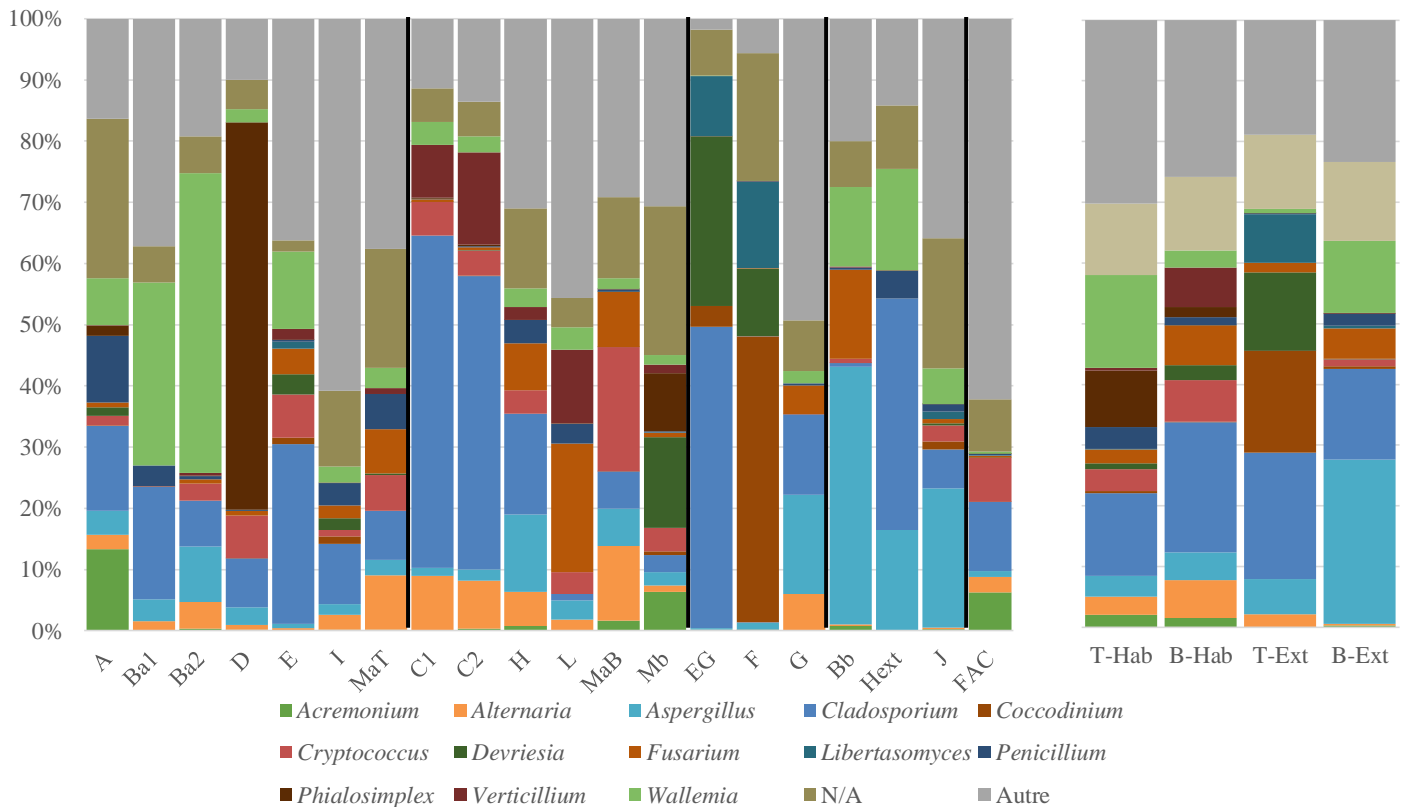 100%
90%
80%
70%
60%
50%
40%
30%
20%
10%
0%
A Ba1 Ba2 D E I MaT C1 C2 H L MaB Mb EG F G Bb Hext J FAC
T-Hab B-Hab T-Ext B-Ext
Acremonium Alternaria Aspergillus Cladosporium Coccodinium
Cryptococcus Devriesia Fusarium Libertasomyces Penicillium
Phialosimplex Verticillium Wallemia N/A Autre